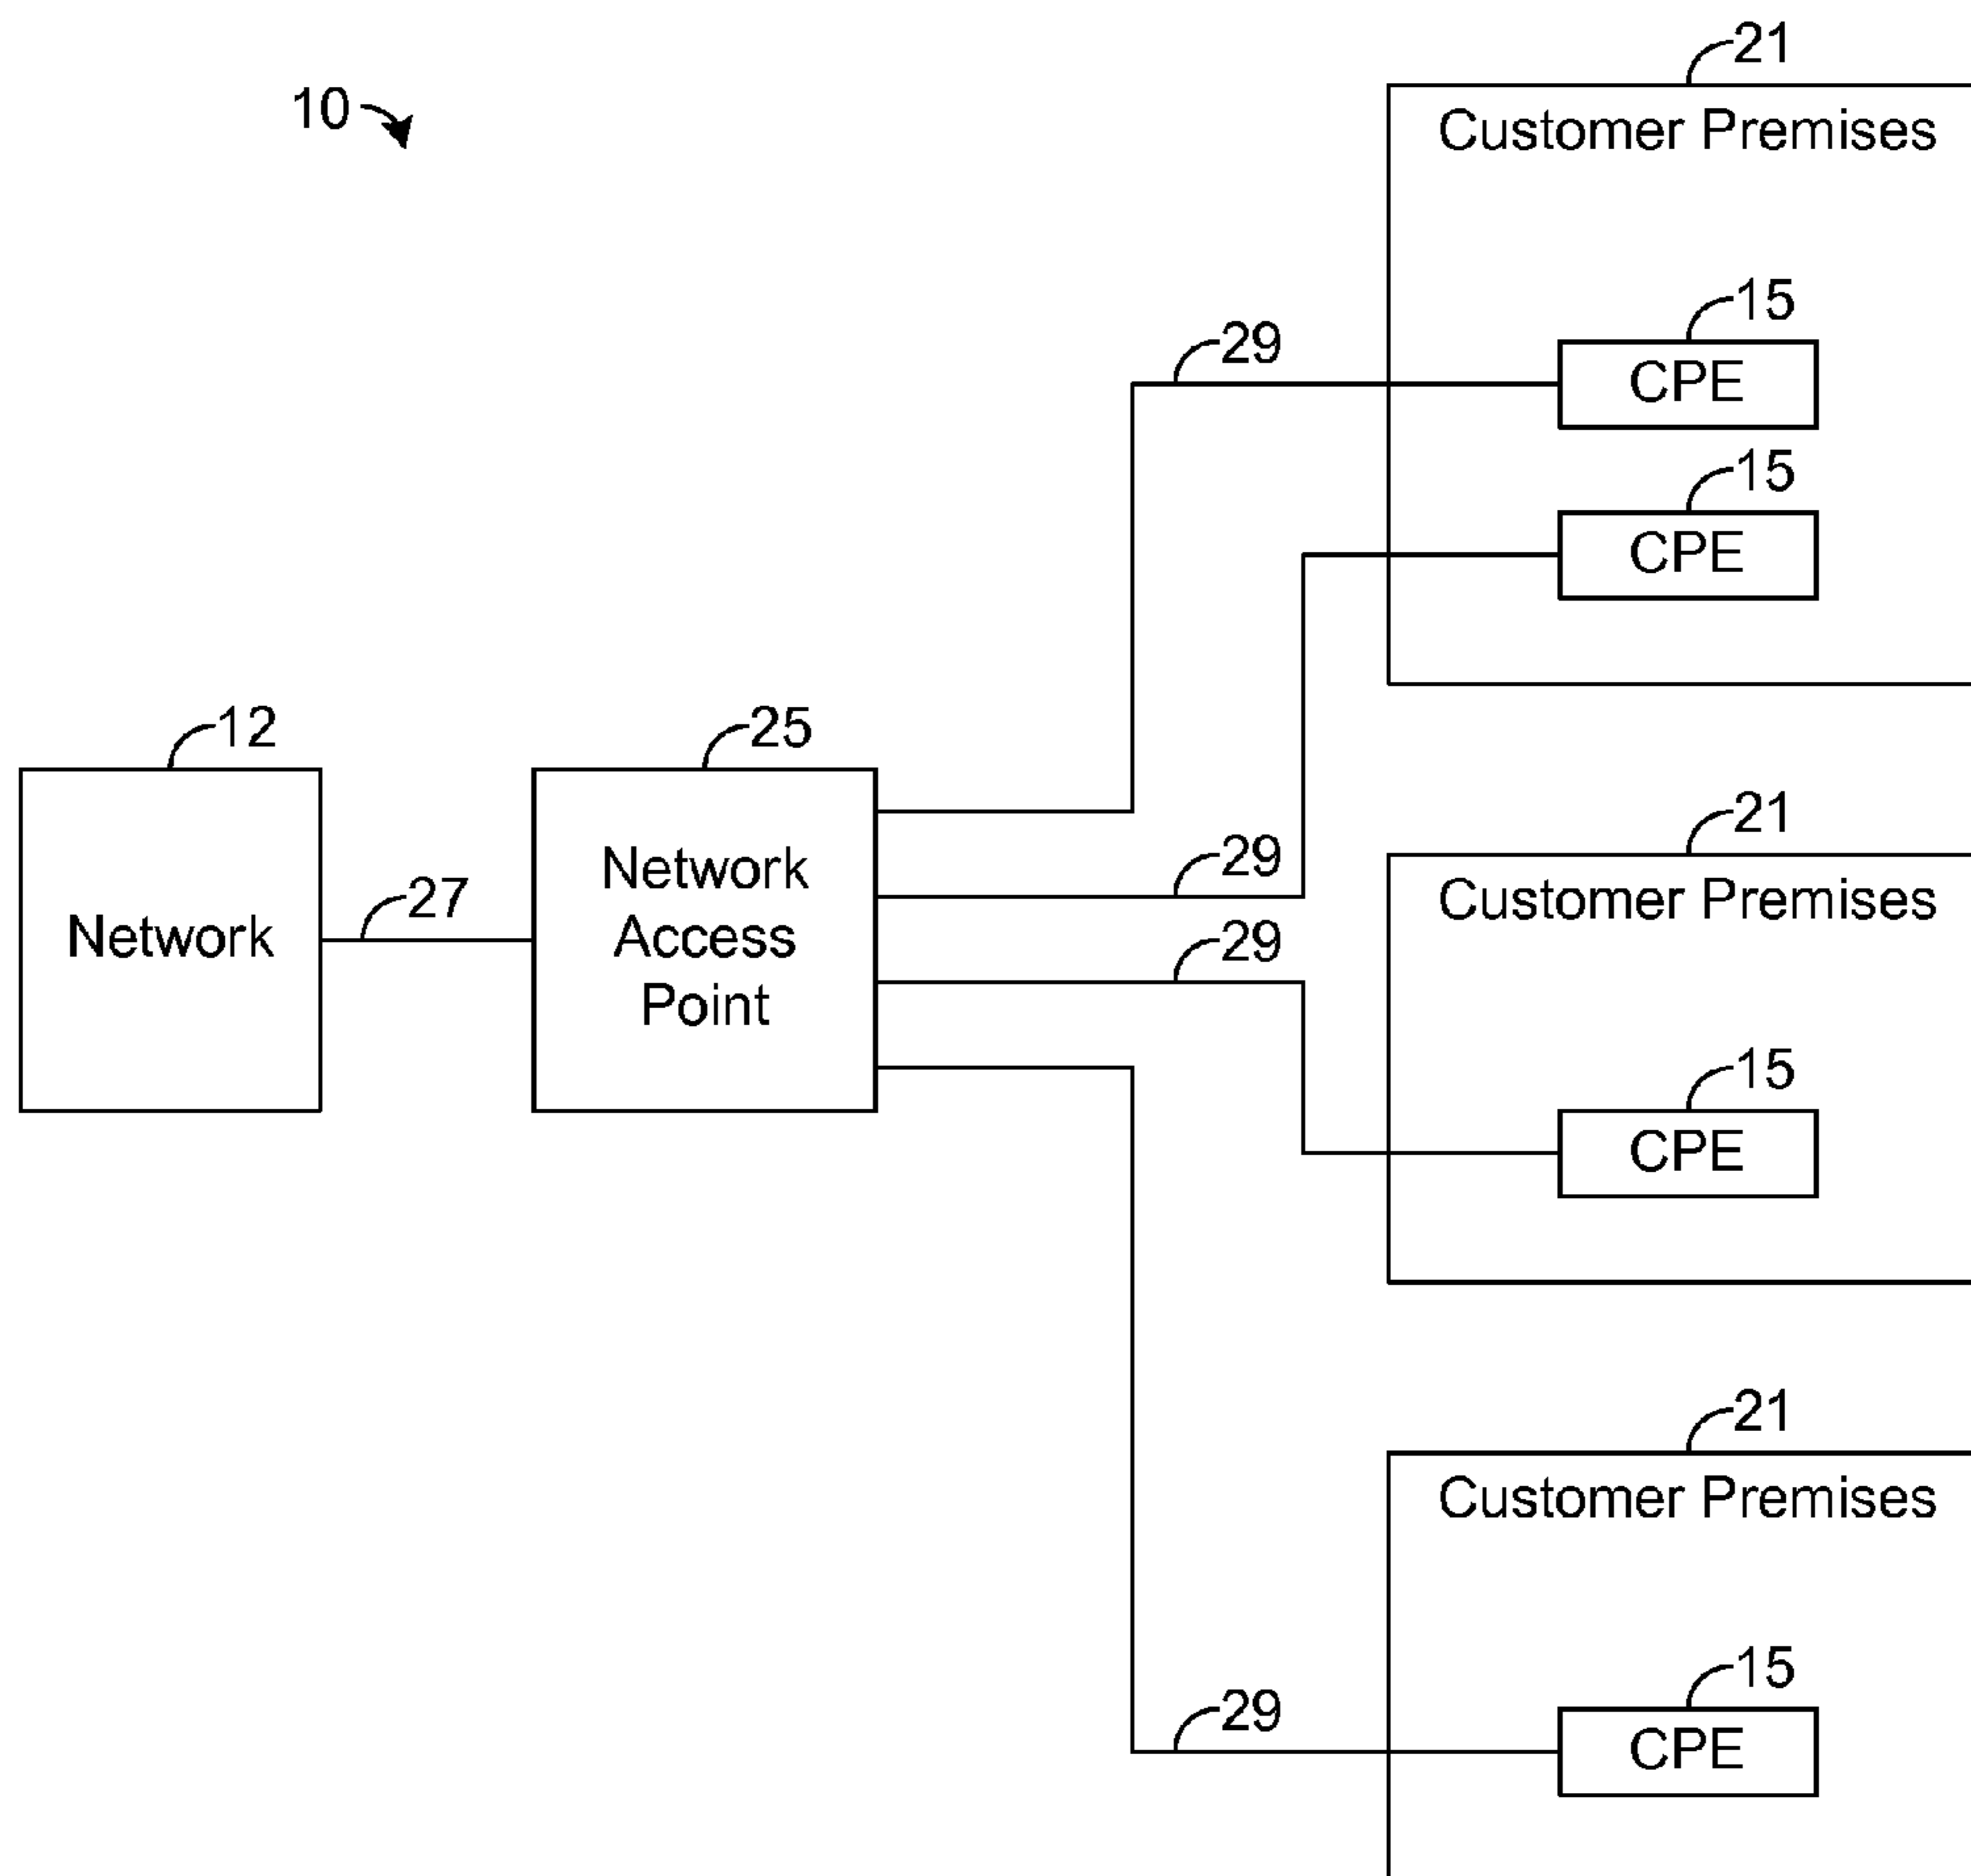 21
10
Customer Premises
15
29
CPE
15
CPE
12
25
21
29
Network
Access
Point
Customer Premises
27
Network
29
15
CPE
21
Customer Premises
15
29
CPE